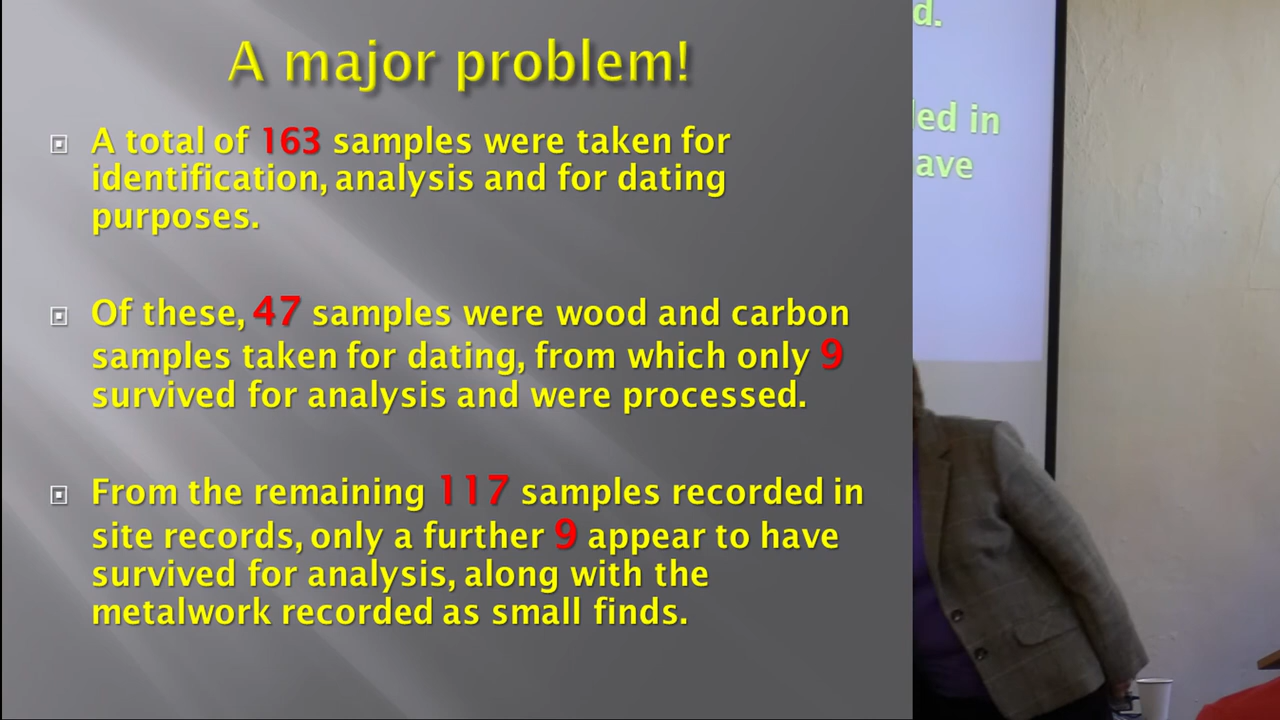 A major problem!
A total of 163 samples were taken for
identification, analysis and for dating
purposes.
Of these, 47 samples were wood and carbon
samples taken for dating, from which only 9
survived for analysis and were processed.
From the remaining 117 samples recorded in
site records, only a further 9 appear to have
survived for analysis, along with the
metalwork recorded as small finds.
d.
ed in
ave